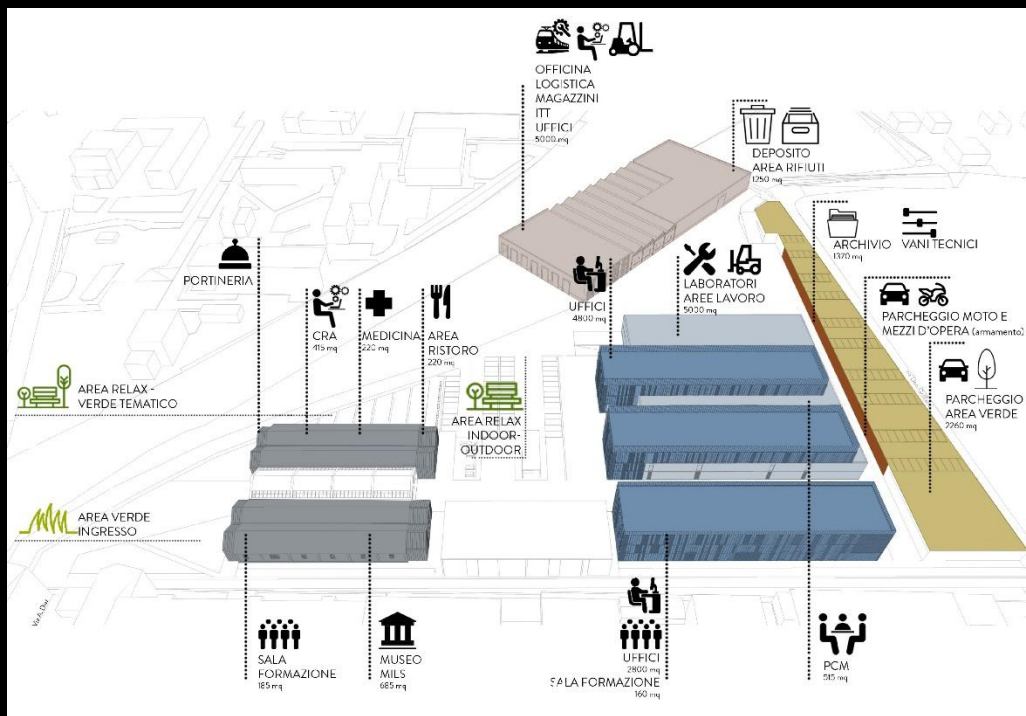 OFFICINA
LOGISTICA
MAGAZZINI
ITT
UFFICI
5000 mq
DEPOSITO
AREA RIFIUTI
1250 mq
ARCHIVIO
1370 mq
VANI TECNICI
PORTINERIA
UFFICI
4800 mq
LABORATORI
AREE LAVORO
5000 mq
PARCHEGGIO MOTO E
MEZZI D'OPERA (armamento)
CRA
415 mq
MEDICINA
220 mq
AREA
RISTORO
220 mq
AREA RELAX -
VERDE TEMATICO
AREA RELAX
INDOOR-
OUTDOOR
PARCHEGGIO
AREA VERDE
2260 mq
AREA VERDE
INGRESSO
SALA
FORMAZIONE
185 mq
MUSEO
MILS
685 mq
UFFICI
2800 mq
SALA FORMAZIONE
160 mq
PCM
515 mq